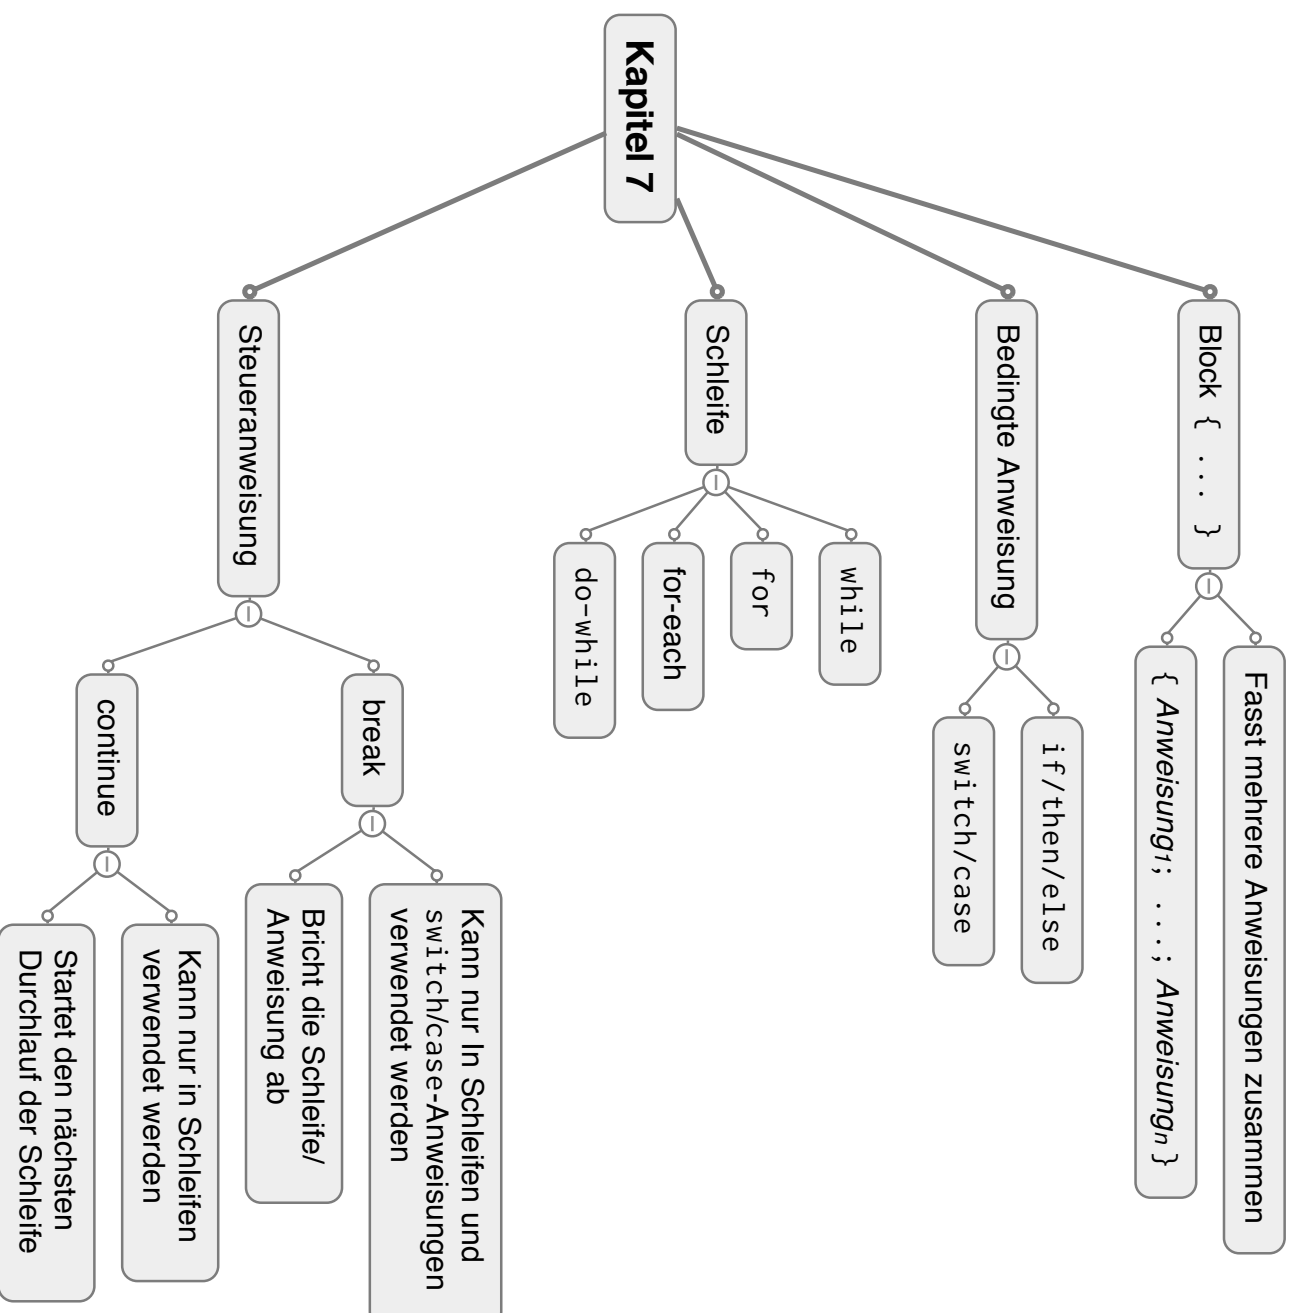 Kapitel 7
Block { ... }
Fasst mehrere Anweisungen zusammen
{ Anweisung1; ...; Anweisungn }
Bedingte Anweisung
if/then/else
switch/case
Schleife
while
for
for-each
do-while
Steueranweisung
break
Kann nur In Schleifen und
switch/case-Anweisungen
verwendet werden
Bricht die Schleife/
Anweisung ab
continue
Kann nur in Schleifen
verwendet werden
Startet den nächsten
Durchlauf der Schleife